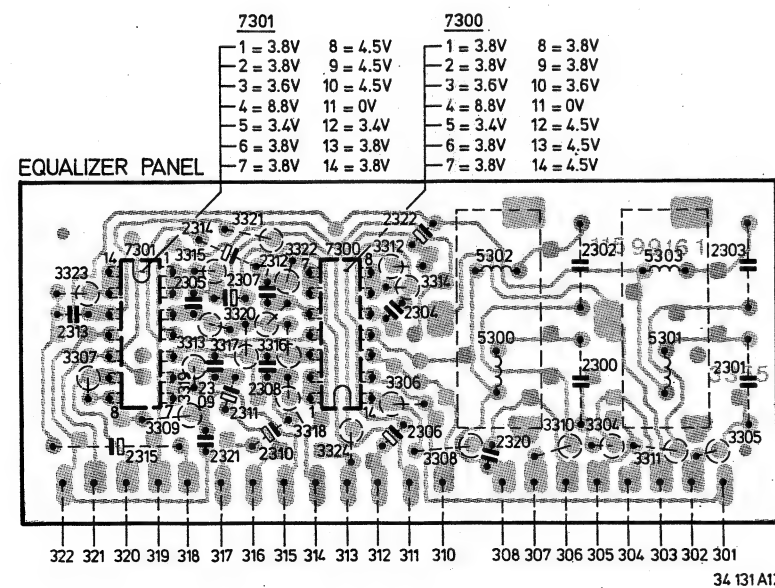 7301
1 = 3.8V 8 = 4.5V
2 = 3.8V 9 = 4.5V
3 = 3.6V 10 = 4.5V
4 = 8.8V 11 = 0V
5 = 3.4V 12 = 3.4V
6 = 3.8V 13 = 3.8V
7 = 3.8V 14 = 3.8V
7300
1 = 3.8V 8 = 3.8V
2 = 3.8V 9 = 3.8V
3 = 3.6V 10 = 3.6V
4 = 8.8V 11 = 0V
5 = 3.4V 12 = 4.5V
6 = 3.8V 13 = 4.5V
7 = 3.8V 14 = 4.5V
EQUALIZER PANEL
2314 3321 2322
7301 3315 2312 3322 7300 3312 5302 2302 5303 2303
14 1 7 8
3323 2305 2307 3314
2313 3320 2304
3307 3313 3317 3316 5300 5301
3319 2309 2308 3306 2300 2301
8 7 2311 1 14
3309 3318 2306 2320 3310 3304 3305
2315 2321 2310 3324 3308 3311
322 321 320 319 318 317 316 315 314 313 312 311 310 308 307 306 305 304 303 302 301
34 131 A13